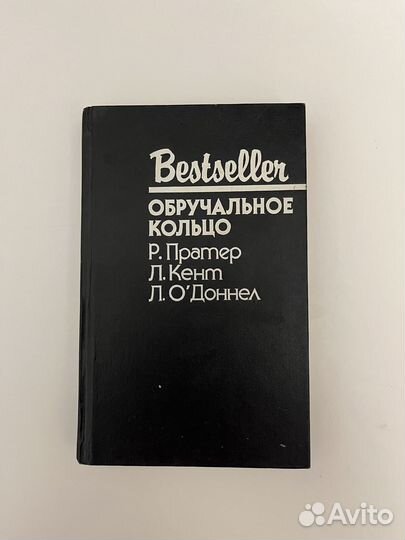 Bestseller
ОБРУЧАЛЬНОЕ
КОЛЬЦО
Р. Пратер
Л. Кент
Л. О'Доннел
Avito